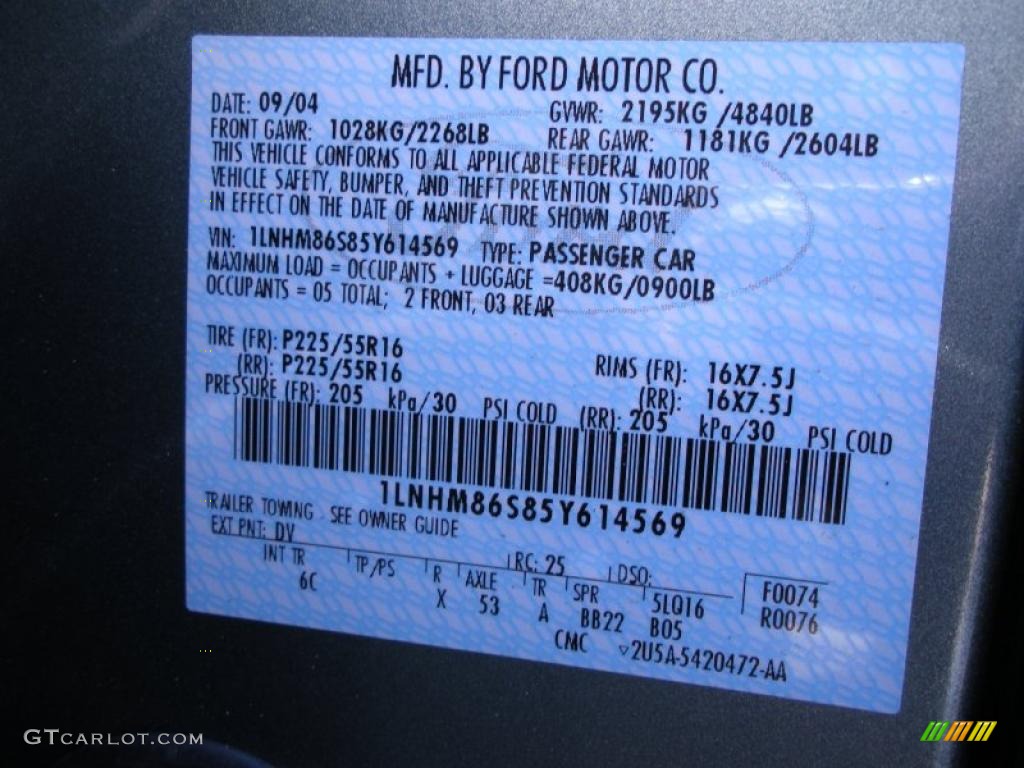 MFD. BY FORD MOTOR CO.
DATE: 09/04 GVWR: 2195KG /4840LB
FRONT GAWR: 1028KG/2268LB REAR GAWR: 1181KG /2604LB
THIS VEHICLE CONFORMS TO ALL APPLICABLE FEDERAL MOTOR
VEHICLE SAFETY, BUMPER, AND THEFT PREVENTION STANDARDS
IN EFFECT ON THE DATE OF MANUFACTURE SHOWN ABOVE.
VIN: 1LNHM86S85Y614569 TYPE: PASSENGER CAR
MAXIMUM LOAD = OCCUPANTS + LUGGAGE =408KG/0900LB
OCCUPANTS = 05 TOTAL; 2 FRONT, 03 REAR
TIRE (FR): P225/55R16 RIMS (FR): 16X7.5J
(RR): P225/55R16 (RR): 16X7.5J
PRESSURE (FR): 205 kPa/30 PSI COLD (RR): 205 kPa/30 PSI COLD
1LNHM86S85Y614569
TRAILER TOWING - SEE OWNER GUIDE
EXT PNT: DV RC: 25 DSO: F0074
INT TR TP/PS R AXLE TR SPR 5LQ16 R0076
6C X 53 A BB22 B05
CMC ▽2U5A-5420472-AA
GTCARLOT.COM